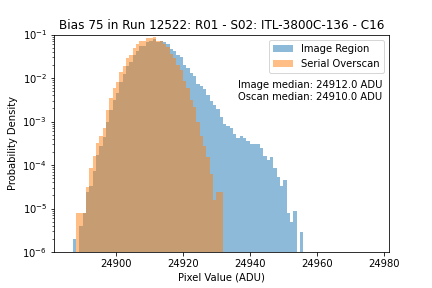 Bias 75 in Run 12522: R01 - S02: ITL-3800C-136 - C16
Image Region
Serial Overscan
Image median: 24912.0 ADU
Oscan median: 24910.0 ADU
Probability Density
10⁻¹
10⁻²
10⁻³
10⁻⁴
10⁻⁵
10⁻⁶
24900 24920 24940 24960 24980
Pixel Value (ADU)